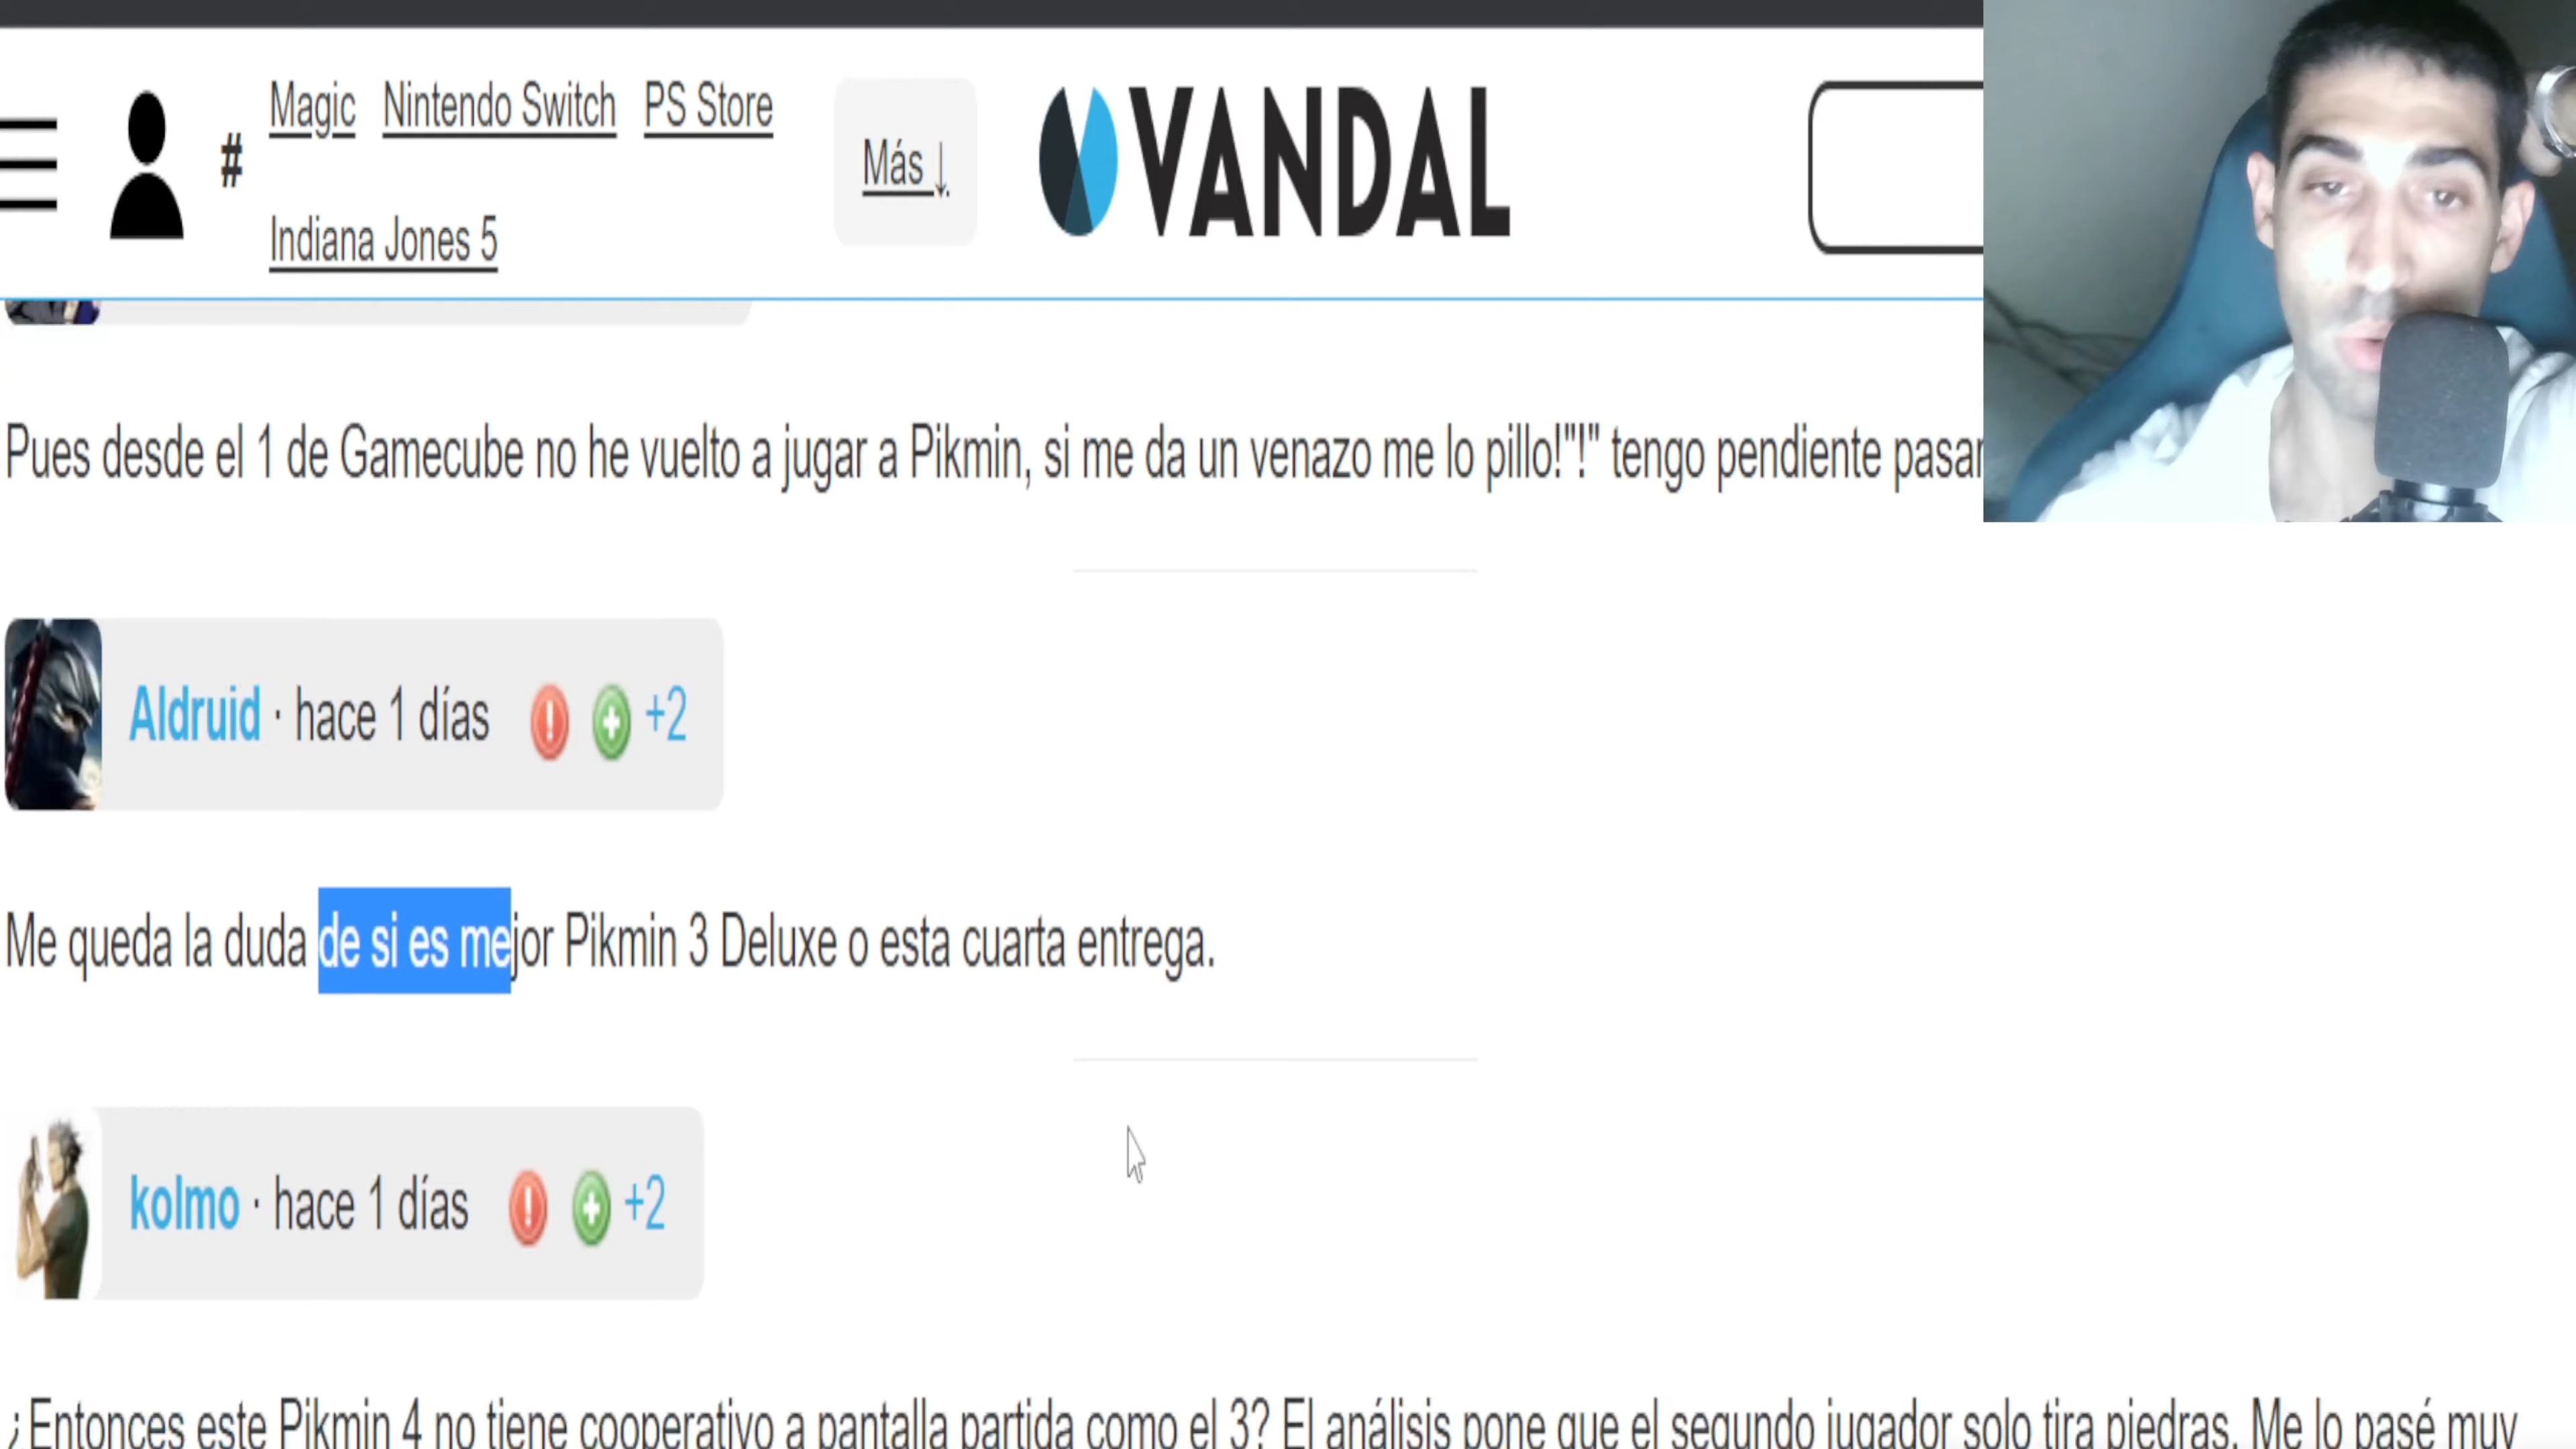 Magic Nintendo Switch PS Store
# Más ↓ VANDAL
Indiana Jones 5
Pues desde el 1 de Gamecube no he vuelto a jugar a Pikmin, si me da un venazo me lo pillo!"!" tengo pendiente pasar
Aldruid · hace 1 días +2
Me queda la duda de si es mejor Pikmin 3 Deluxe o esta cuarta entrega.
kolmo · hace 1 días +2
¿Entonces este Pikmin 4 no tiene cooperativo a pantalla partida como el 3? El análisis pone que el segundo jugador solo tira piedras. Me lo pasé muy